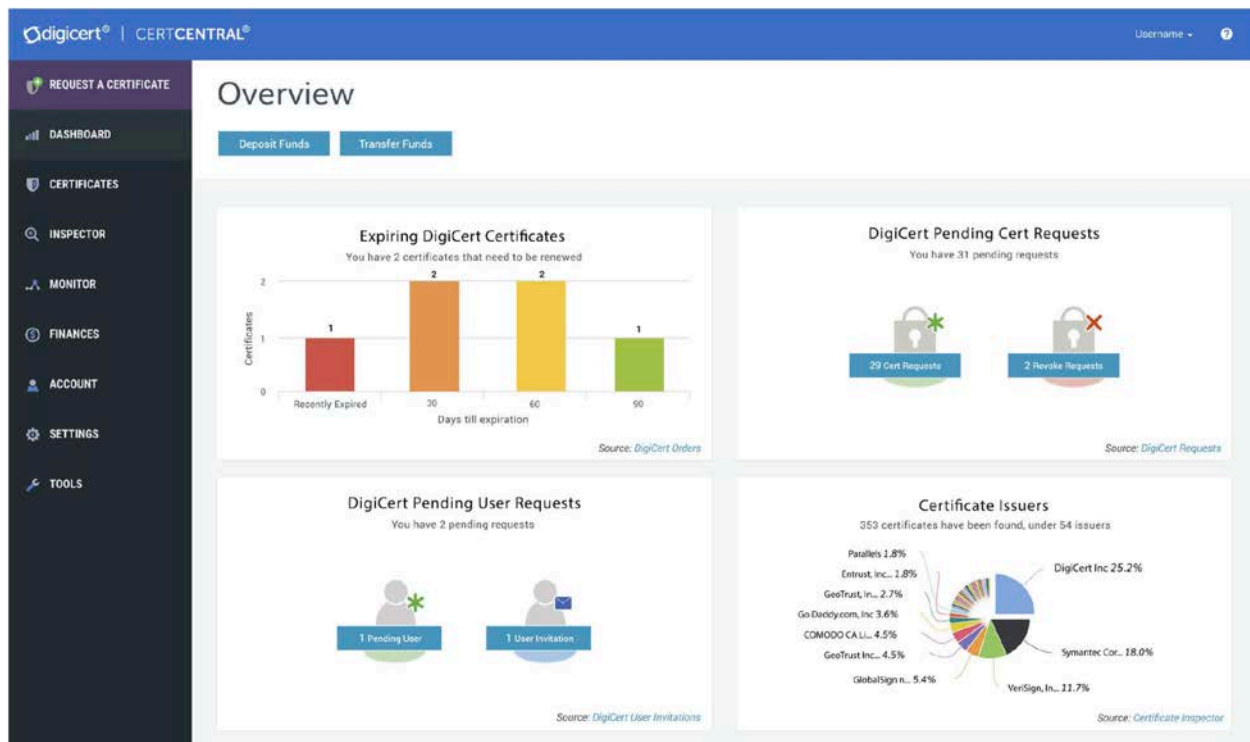 digicert® | CERTCENTRAL®
Username
?
REQUEST A CERTIFICATE
DASHBOARD
CERTIFICATES
INSPECTOR
MONITOR
FINANCES
ACCOUNT
SETTINGS
TOOLS
Overview
Deposit Funds
Transfer Funds
Expiring DigiCert Certificates
You have 2 certificates that need to be renewed
Certificates
2
1
0
1
2
2
1
Recently Expired
30
60
90
Days till expiration
Source: DigiCert Orders
DigiCert Pending Cert Requests
You have 31 pending requests
29 Cert Requests
2 Revoke Requests
Source: DigiCert Requests
DigiCert Pending User Requests
You have 2 pending requests
1 Pending User
1 User Invitation
Source: DigiCert User Invitations
Certificate Issuers
353 certificates have been found, under 54 issuers
Parallels 1.8%
Entrust, Inc... 1.8%
GeoTrust, In... 2.7%
Go Daddy.com, Inc 3.6%
COMODO CA Li... 4.5%
GeoTrust Inc... 4.5%
GlobalSign n... 5.4%
DigiCert Inc 25.2%
Symantec Cor... 18.0%
VeriSign, In... 11.7%
Source: Certificate Inspector